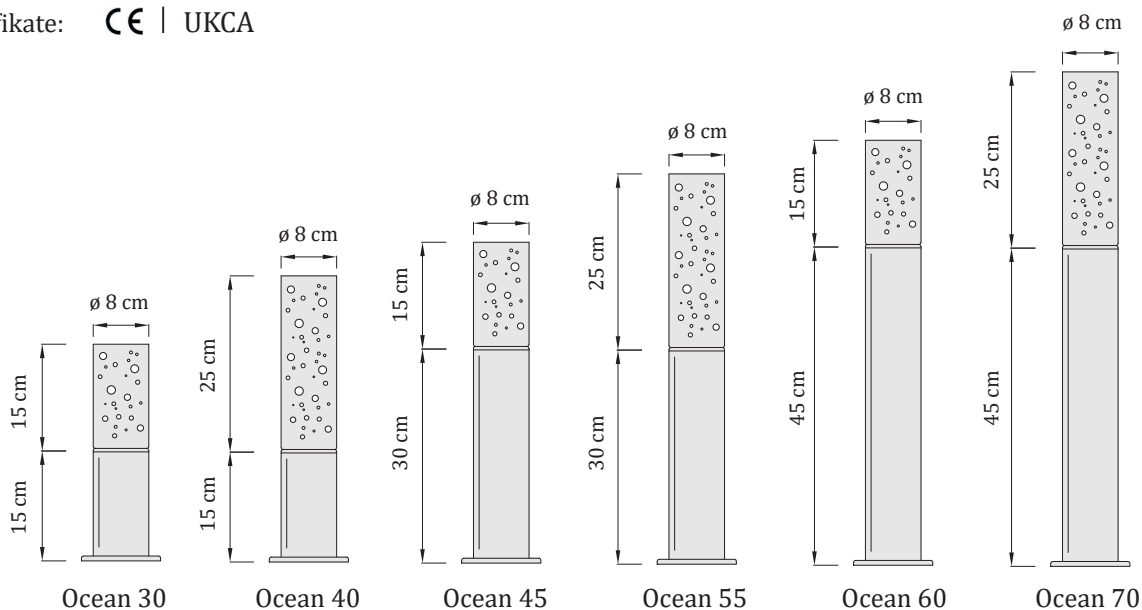 fikate: CE | UKCA
ø 8 cm
15 cm
15 cm
Ocean 30
ø 8 cm
25 cm
15 cm
Ocean 40
ø 8 cm
15 cm
30 cm
Ocean 45
ø 8 cm
25 cm
30 cm
Ocean 55
ø 8 cm
15 cm
45 cm
Ocean 60
ø 8 cm
25 cm
45 cm
Ocean 70